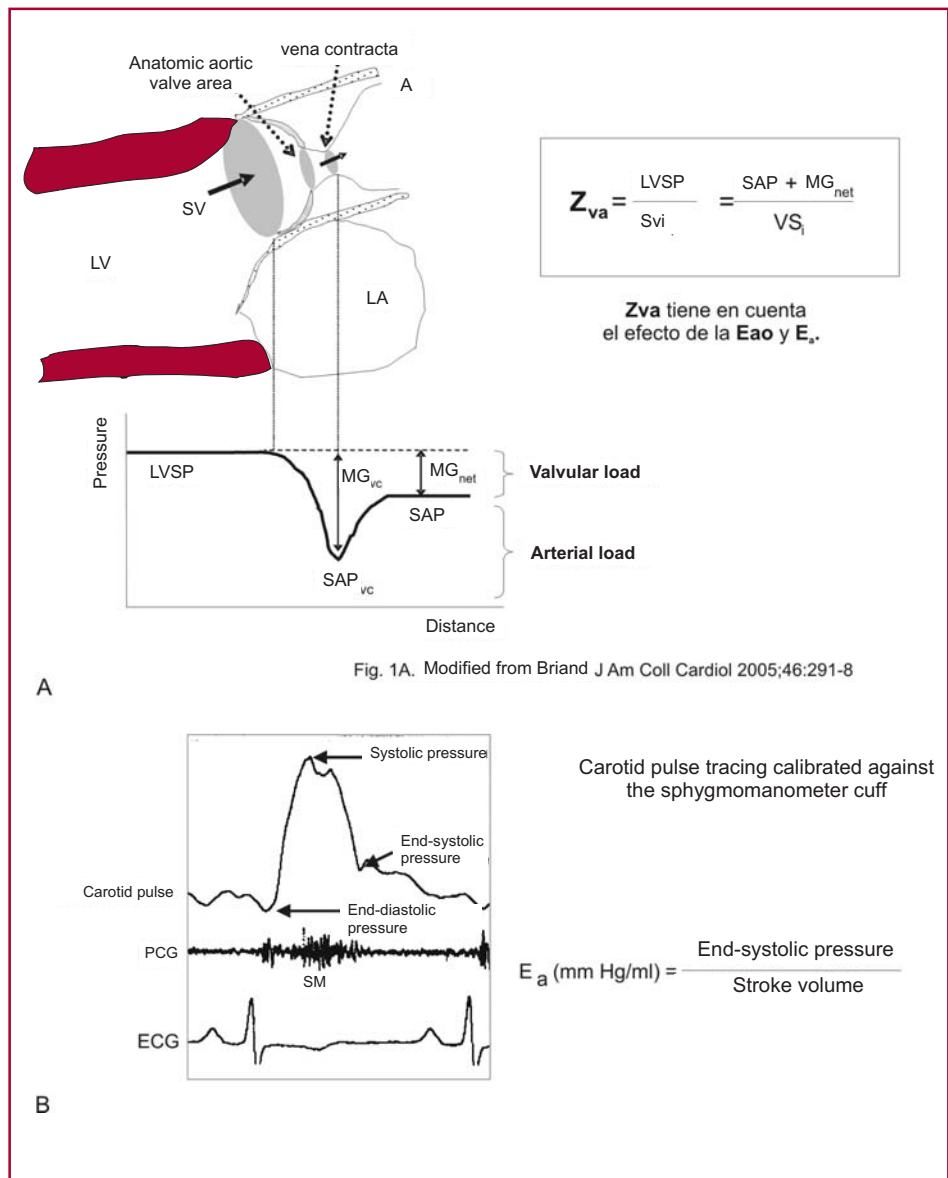 vena contracta
Anatomic aortic
valve area
A
SV
LV
LA
Zva = LVSP / Svi = SAP + MGnet / VSi
Zva tiene en cuenta
el efecto de la Eao y Ea.
Pressure
LVSP
MGvc
MGnet
SAP
SAPvc
Valvular load
Arterial load
Distance
Fig. 1A. Modified from Briand J Am Coll Cardiol 2005;46:291-8
A
Systolic pressure
Carotid pulse tracing calibrated against
the sphygmomanometer cuff
End-systolic
pressure
Carotid pulse
End-diastolic
pressure
PCG
SM
Ea (mm Hg/ml) = End-systolic pressure / Stroke volume
ECG
B